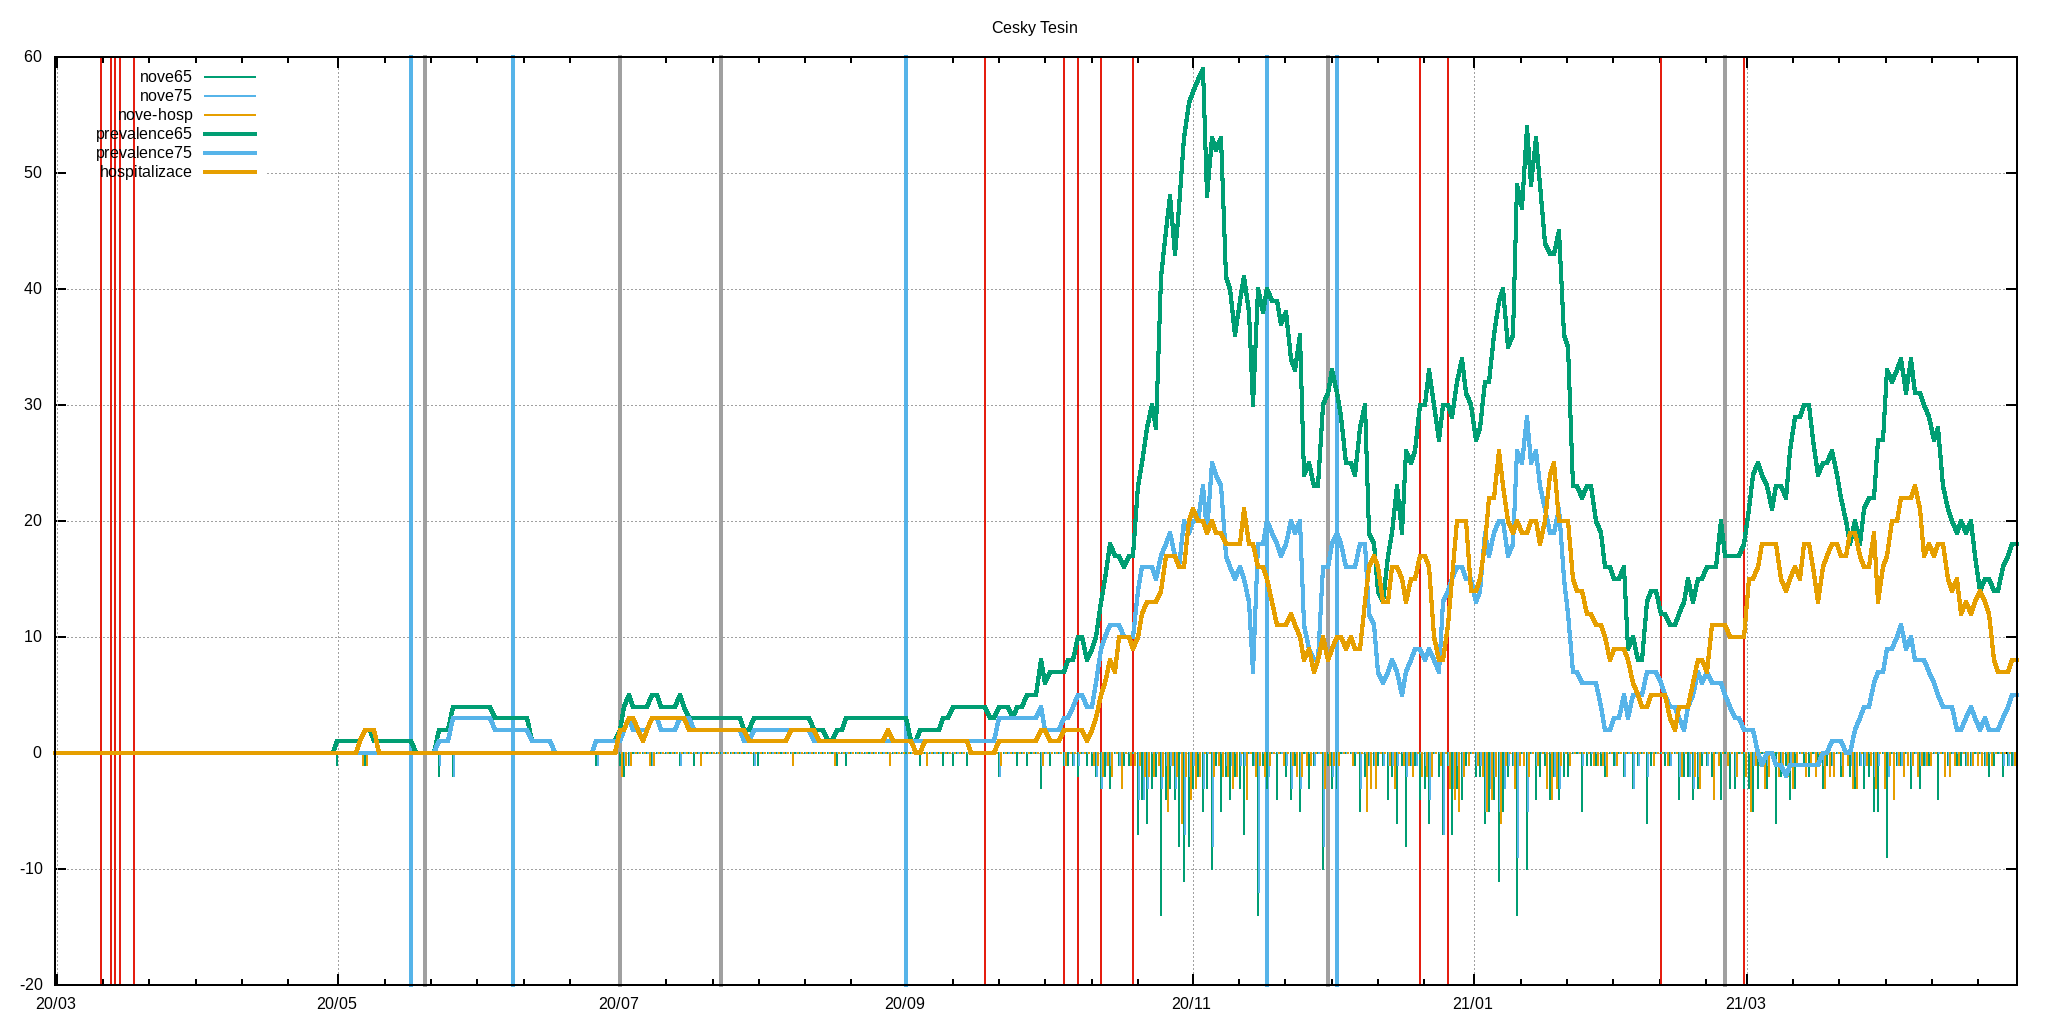 Cesky Tesin
60
50
40
30
20
10
0
-10
-20
nove65
nove75
nove-hosp
prevalence65
prevalence75
hospitalizace
20/03 20/05 20/07 20/09 20/11 21/01 21/03